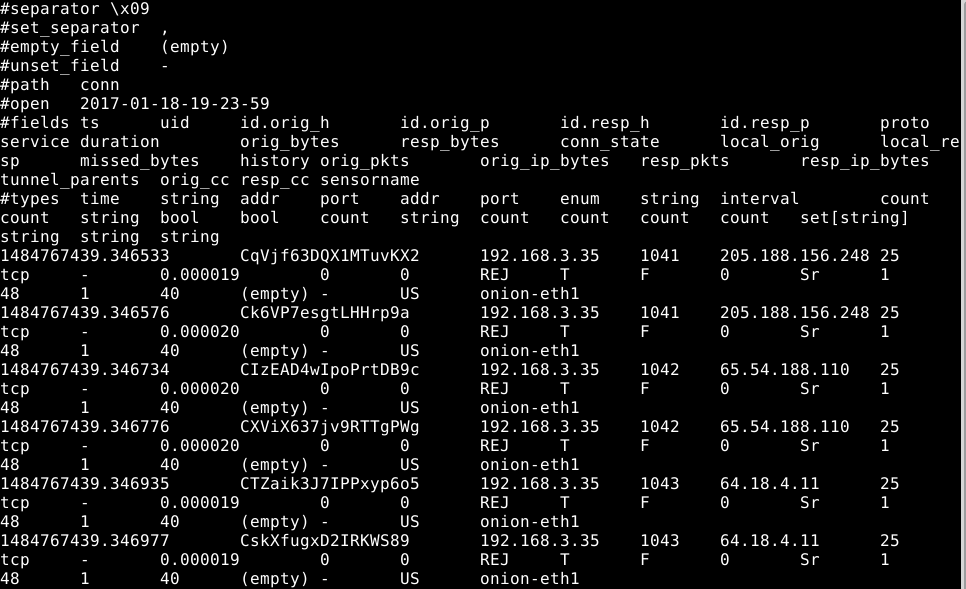 #separator \x09
#set_separator  ,
#empty_field    (empty)
#unset_field    -
#path   conn
#open   2017-01-18-19-23-59
#fields ts      uid     id.orig_h       id.orig_p       id.resp_h       id.resp_p       proto
service duration        orig_bytes      resp_bytes      conn_state      local_orig      local_re
sp      missed_bytes    history orig_pkts       orig_ip_bytes   resp_pkts       resp_ip_bytes
tunnel_parents  orig_cc resp_cc sensorname
#types  time    string  addr    port    addr    port    enum    string  interval        count
count   string  bool    bool    count   string  count   count   count   count   set[string]
string  string  string
1484767439.346533       CqVjf63DQX1MTuvKX2      192.168.3.35    1041    205.188.156.248 25
tcp     -       0.000019        0       0       REJ     T       F       0       Sr      1
48      1       40      (empty) -       US      onion-eth1
1484767439.346576       Ck6VP7esgtLHHrp9a       192.168.3.35    1041    205.188.156.248 25
tcp     -       0.000020        0       0       REJ     T       F       0       Sr      1
48      1       40      (empty) -       US      onion-eth1
1484767439.346734       CIzEAD4wIpoPrtDB9c      192.168.3.35    1042    65.54.188.110   25
tcp     -       0.000020        0       0       REJ     T       F       0       Sr      1
48      1       40      (empty) -       US      onion-eth1
1484767439.346776       CXViX637jv9RTTgPWg      192.168.3.35    1042    65.54.188.110   25
tcp     -       0.000020        0       0       REJ     T       F       0       Sr      1
48      1       40      (empty) -       US      onion-eth1
1484767439.346935       CTZaik3J7IPPxyp6o5      192.168.3.35    1043    64.18.4.11      25
tcp     -       0.000019        0       0       REJ     T       F       0       Sr      1
48      1       40      (empty) -       US      onion-eth1
1484767439.346977       CskXfugxD2IRKWS89       192.168.3.35    1043    64.18.4.11      25
tcp     -       0.000019        0       0       REJ     T       F       0       Sr      1
48      1       40      (empty) -       US      onion-eth1